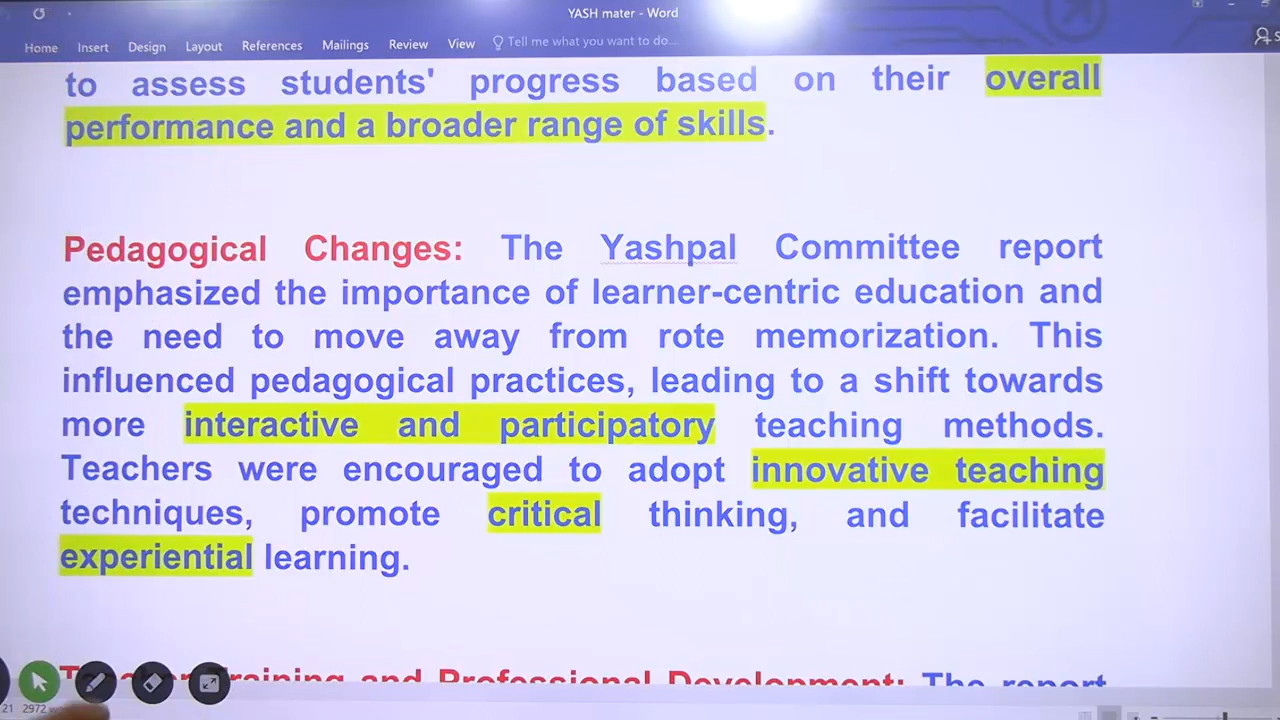 YASH mater - Word
Home Insert Design Layout References Mailings Review View Tell me what you want to do...
to assess students' progress based on their overall
performance and a broader range of skills.
Pedagogical Changes: The Yashpal Committee report
emphasized the importance of learner-centric education and
the need to move away from rote memorization. This
influenced pedagogical practices, leading to a shift towards
more interactive and participatory teaching methods.
Teachers were encouraged to adopt innovative teaching
techniques, promote critical thinking, and facilitate
experiential learning.
Teacher Training and Professional Development: The report
21 2972